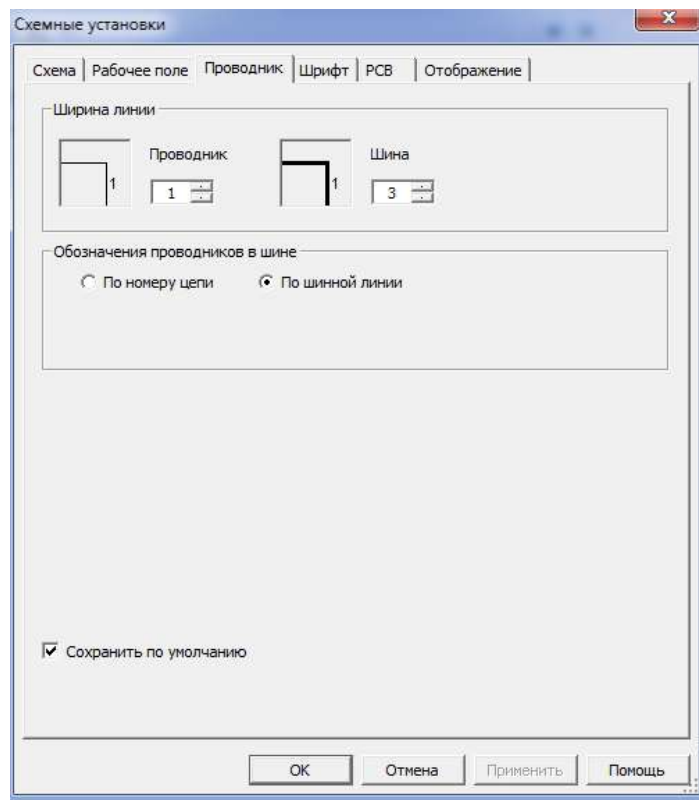 Схемные установки
Схема Рабочее поле Проводник Шрифт PCB Отображение
Ширина линии
Проводник Шина
1 1 1 3
Обозначения проводников в шине
По номеру цепи По шинной линии
Сохранить по умолчанию
OK Отмена Применить Помощь